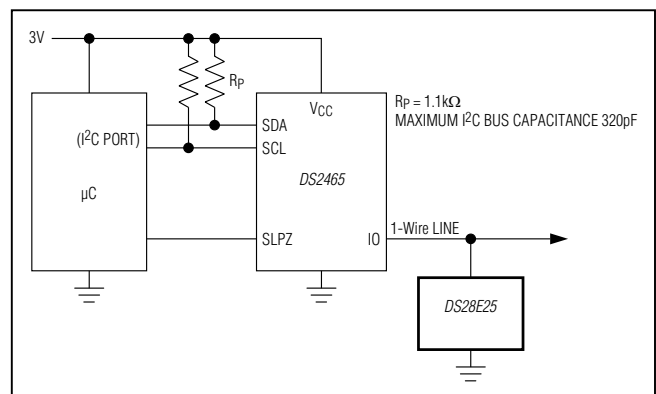 3V
RP
RP = 1.1kΩ
MAXIMUM I²C BUS CAPACITANCE 320pF
VCC
(I²C PORT)
SDA
SCL
DS2465
µC
1-Wire LINE
SLPZ
IO
DS28E25